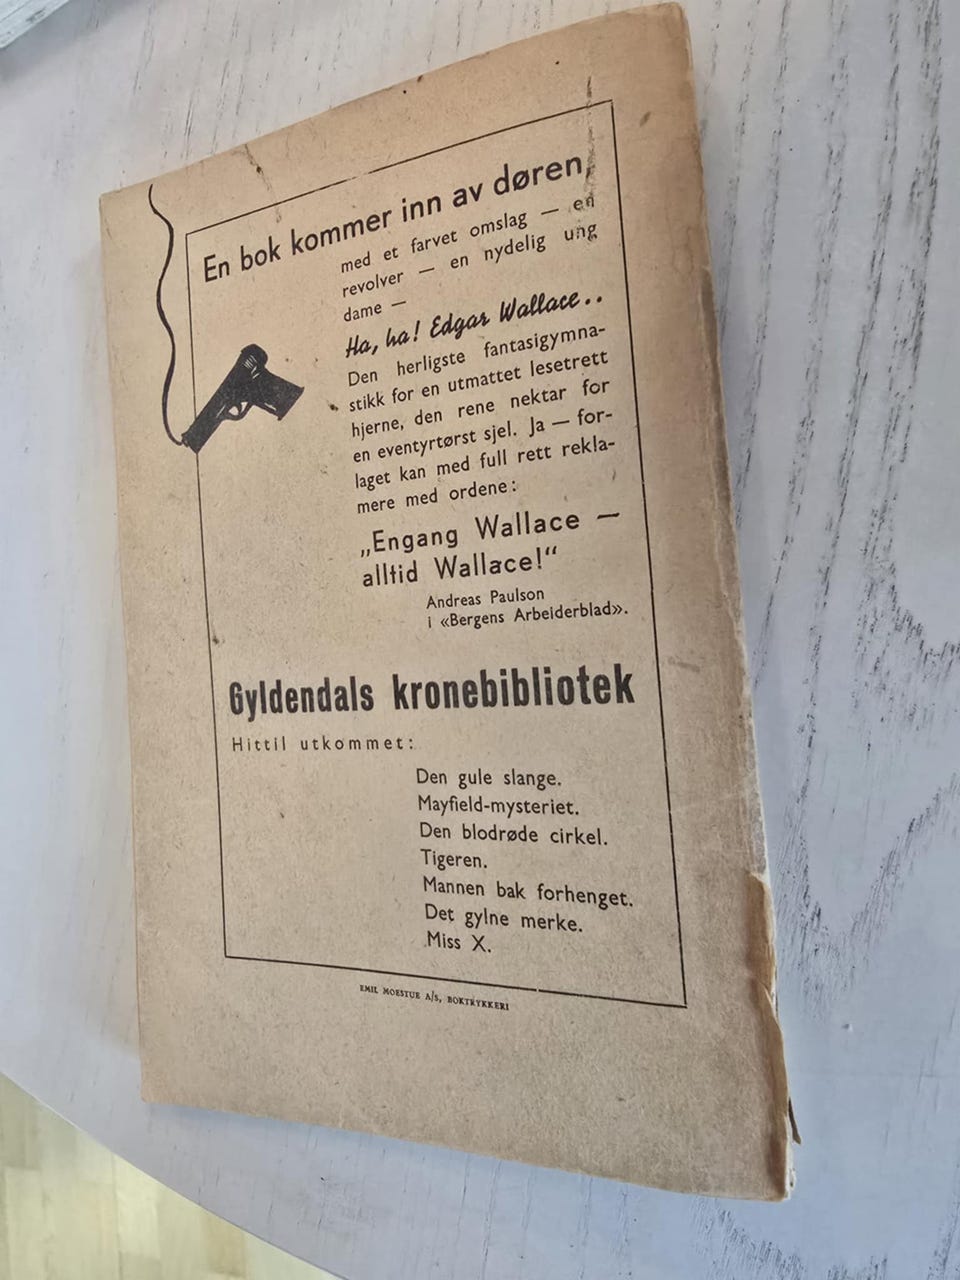 En bok kommer inn av døren,
med et farvet omslag — en
revolver — en nydelig ung
dame —
Ha, ha! Edgar Wallace..
Den herligste fantasigymna-
stikk for en utmattet lesetrett
hjerne, den rene nektar for
en eventyrtørst sjel. Ja — for-
laget kan med full rett rekla-
mere med ordene:
„Engang Wallace —
alltid Wallace!“
Andreas Paulson
i «Bergens Arbeiderblad».
Gyldendals kronebibliotek
Hittil utkommet:
Den gule slange.
Mayfield-mysteriet.
Den blodrøde cirkel.
Tigeren.
Mannen bak forhenget.
Det gylne merke.
Miss X.
EMIL MOESTUE A/S, BOKTRYKKERI